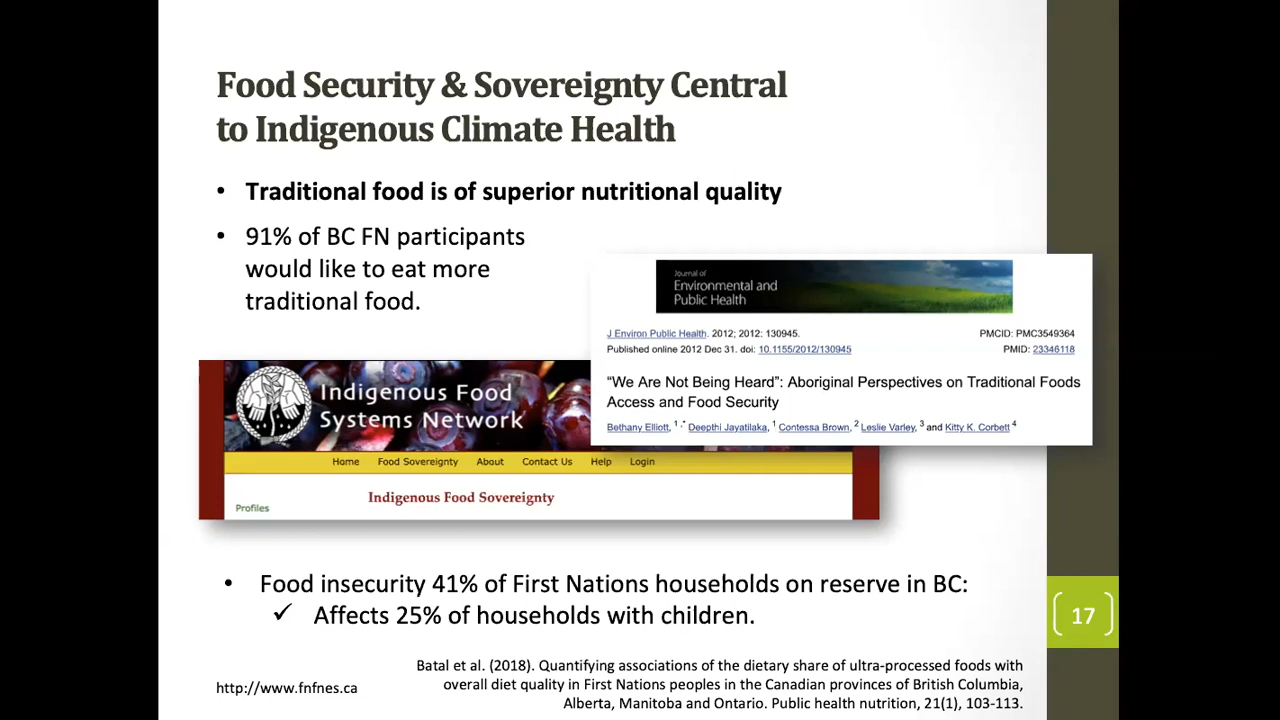 Food Security & Sovereignty Central
to Indigenous Climate Health
• Traditional food is of superior nutritional quality
• 91% of BC FN participants
would like to eat more
traditional food.
Journal of
Environmental and
Public Health
J Environ Public Health. 2012; 2012: 130945.
PMCID: PMC3549364
Published online 2012 Dec 31. doi: 10.1155/2012/130945
PMID: 23346118
“We Are Not Being Heard”: Aboriginal Perspectives on Traditional Foods
Access and Food Security
Bethany Elliott, 1,* Deepthi Jayatilaka, 1 Contessa Brown, 2 Leslie Varley, 3 and Kitty K. Corbett 4
Indigenous Food
Systems Network
Home Food Sovereignty About Contact Us Help Login
Indigenous Food Sovereignty
Profiles
• Food insecurity 41% of First Nations households on reserve in BC:
✓ Affects 25% of households with children.
17
http://www.fnfnes.ca
Batal et al. (2018). Quantifying associations of the dietary share of ultra-processed foods with
overall diet quality in First Nations peoples in the Canadian provinces of British Columbia,
Alberta, Manitoba and Ontario. Public health nutrition, 21(1), 103-113.